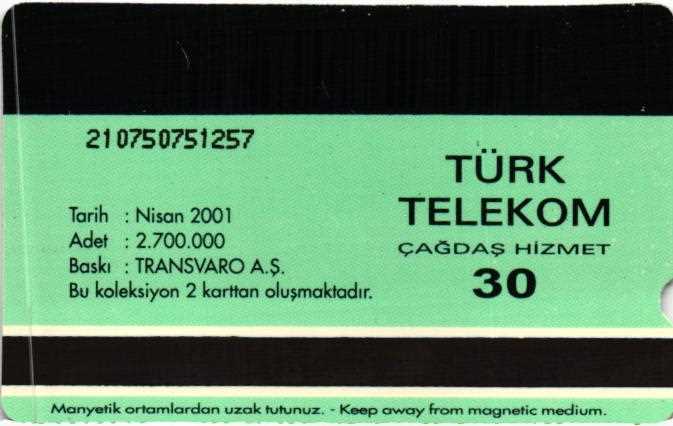 210750751257
TÜRK
TELEKOM
ÇAĞDAŞ HİZMET
30
Tarih : Nisan 2001
Adet : 2.700.000
Baskı : TRANSVARO A.Ş.
Bu koleksiyon 2 karttan oluşmaktadır.
Manyetik ortamlardan uzak tutunuz. - Keep away from magnetic medium.